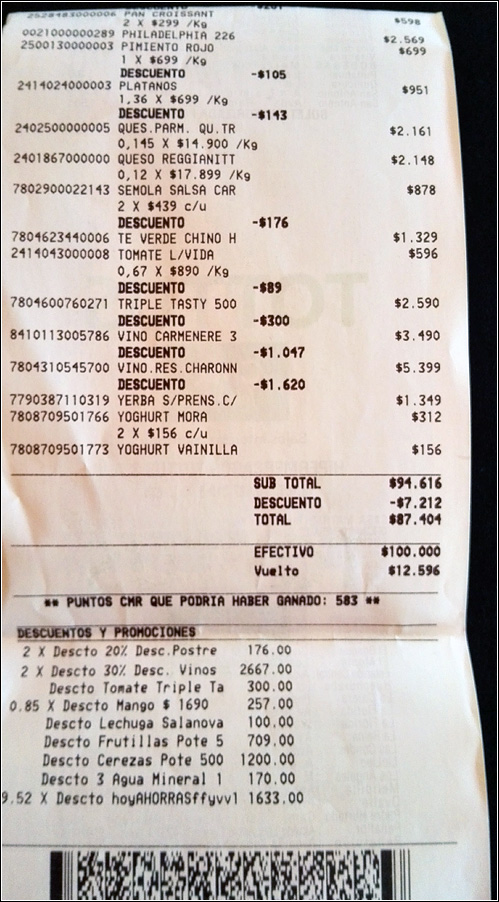 -$201
2528483000006 PAN CROISSANT $598
2 X $299 /Kg
0021000000289 PHILADELPHIA 226 $2.569
2500130000003 PIMIENTO ROJO $699
1 X $699 /Kg
DESCUENTO -$105
2414024000003 PLATANOS $951
1,36 X $699 /Kg
DESCUENTO -$143
2402500000005 QUES.PARM. QU.TR $2.161
0,145 X $14.900 /Kg
2401867000000 QUESO REGGIANITT $2.148
0,12 X $17.899 /Kg
7802900022143 SEMOLA SALSA CAR $878
2 X $439 c/u
DESCUENTO -$176
7804623440006 TE VERDE CHINO H $1.329
2414043000008 TOMATE L/VIDA $596
0,67 X $890 /Kg
DESCUENTO -$89
7804600760271 TRIPLE TASTY 500 $2.590
DESCUENTO -$300
8410113005786 VINO CARMENERE 3 $3.490
DESCUENTO -$1.047
7804310545700 VINO.RES.CHARONN $5.399
DESCUENTO -$1.620
7790387110319 YERBA S/PRENS.C/ $1.349
7808709501766 YOGHURT MORA $312
2 X $156 c/u
7808709501773 YOGHURT VAINILLA $156
SUB TOTAL $94.616
DESCUENTO -$7.212
TOTAL $87.404
EFECTIVO $100.000
Vuelto $12.596
** PUNTOS CMR QUE PODRIA HABER GANADO: 583 **
DESCUENTOS Y PROMOCIONES
2 X Descto 20% Desc.Postre 176.00
2 X Descto 30% Desc. Vinos 2667.00
Descto Tomate Triple Ta 300.00
0.85 X Descto Mango $ 1690 257.00
Descto Lechuga Salanova 100.00
Descto Frutillas Pote 5 709.00
Descto Cerezas Pote 500 1200.00
Descto 3 Agua Mineral 1 170.00
9.52 X Descto hoyAHORRASffyvv1 1633.00